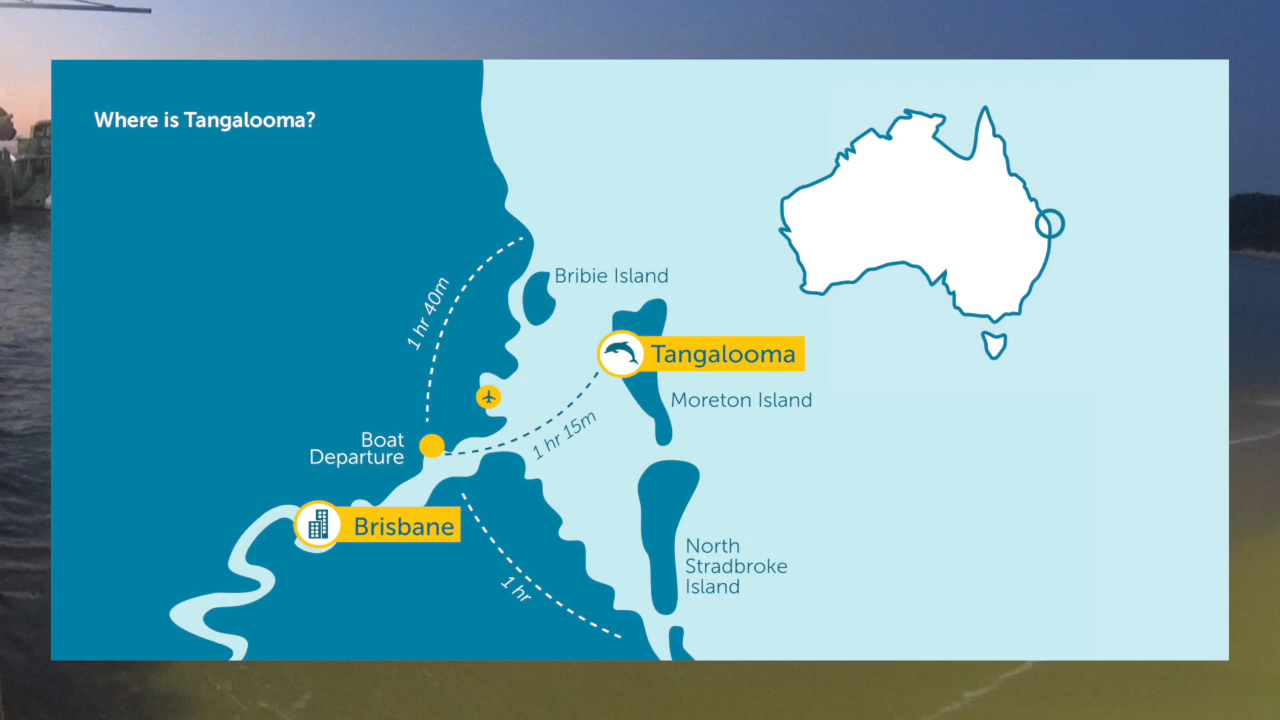 Where is Tangalooma?
Bribie Island
1 hr 40m
Tangalooma
Moreton Island
1 hr 15m
Boat
Departure
Brisbane
North
Stradbroke
Island
1 hr